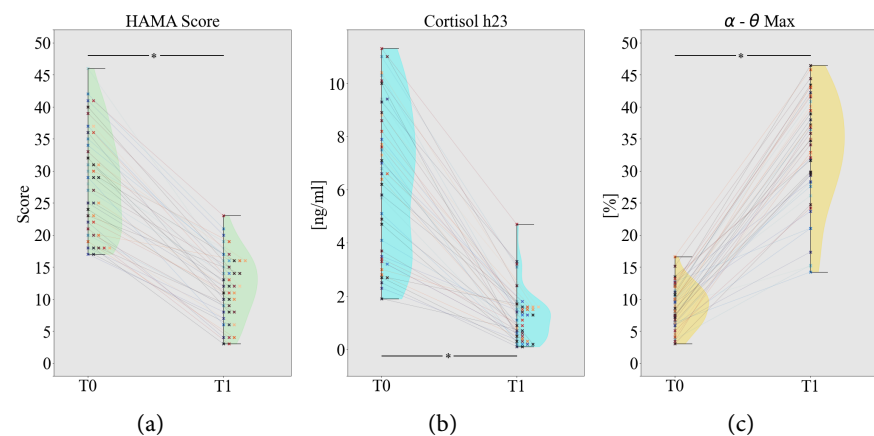 HAMA Score
Cortisol h23
α - θ Max
50
45
40
35
30
25
20
15
10
5
0
Score
*
T0
T1
10
8
6
4
2
0
[ng/ml]
*
T0
T1
50
45
40
35
30
25
20
15
10
5
0
[%]
*
T0
T1
(a)
(b)
(c)